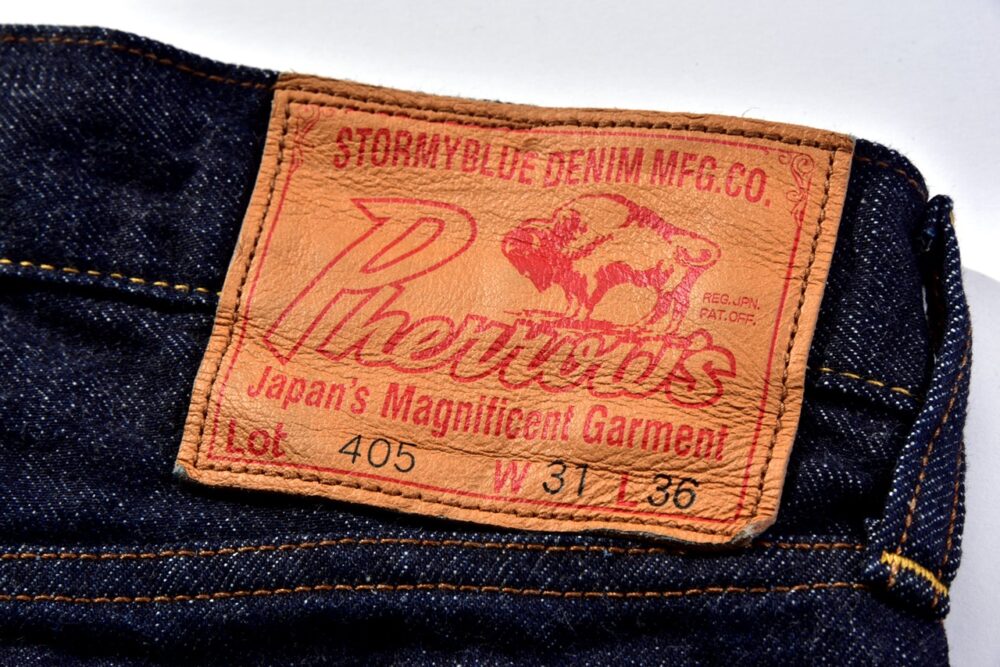 STORMYBLUE DENIM MFG.CO.
Pherrow's
REG.JPN.
PAT.OFF.
Japan's Magnificent Garment
Lot 405 W 31 L 36